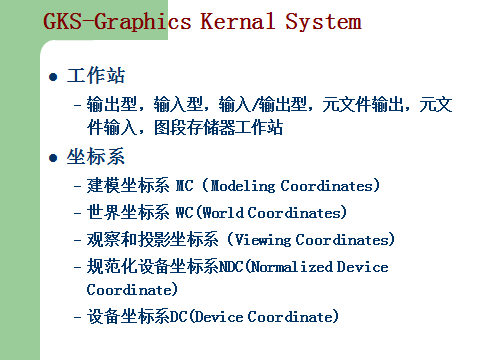 GKS-Graphics Kernal System
● 工作站
– 输出型，输入型，输入/输出型，元文件输出，元文
件输入，图段存储器工作站
● 坐标系
– 建模坐标系 MC（Modeling Coordinates）
– 世界坐标系 WC(World Coordinates)
– 观察和投影坐标系（Viewing Coordinates)
– 规范化设备坐标系NDC(Normalized Device
Coordinate)
– 设备坐标系DC(Device Coordinate)